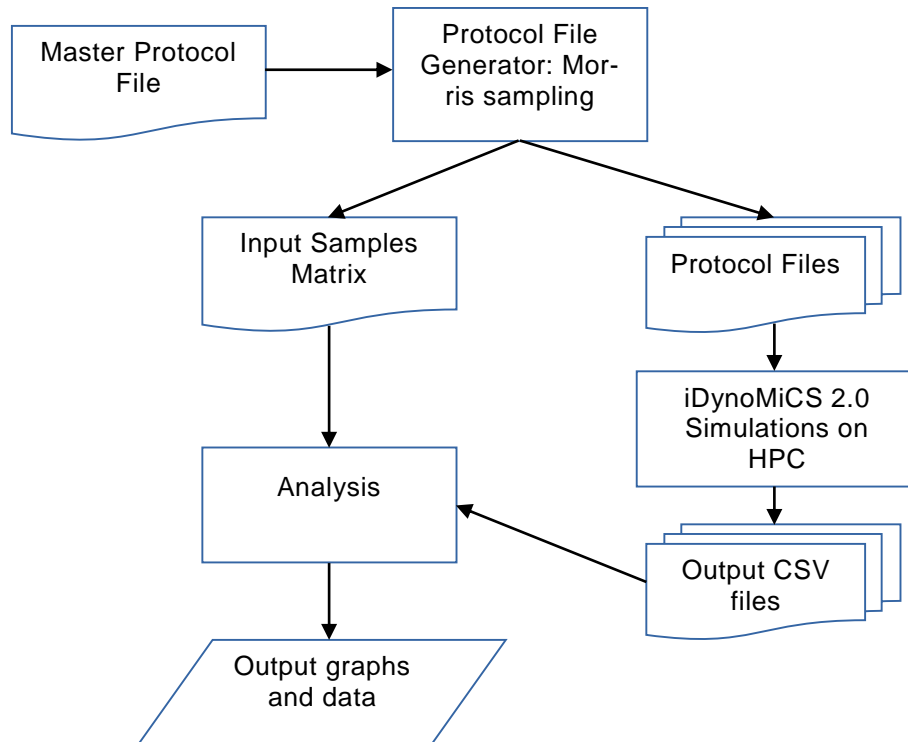 Master Protocol
File
Protocol File
Generator: Mor-
ris sampling
Input Samples
Matrix
Protocol Files
iDynoMiCS 2.0
Simulations on
HPC
Analysis
Output CSV
files
Output graphs
and data